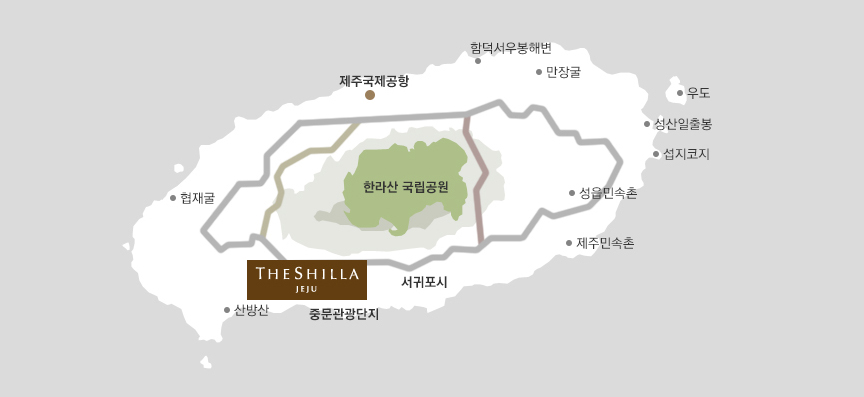 함덕서우봉해변
만장굴
제주국제공항
우도
성산일출봉
섭지코지
한라산 국립공원
협재굴
성읍민속촌
제주민속촌
THE SHILLA
JEJU
서귀포시
산방산
중문관광단지